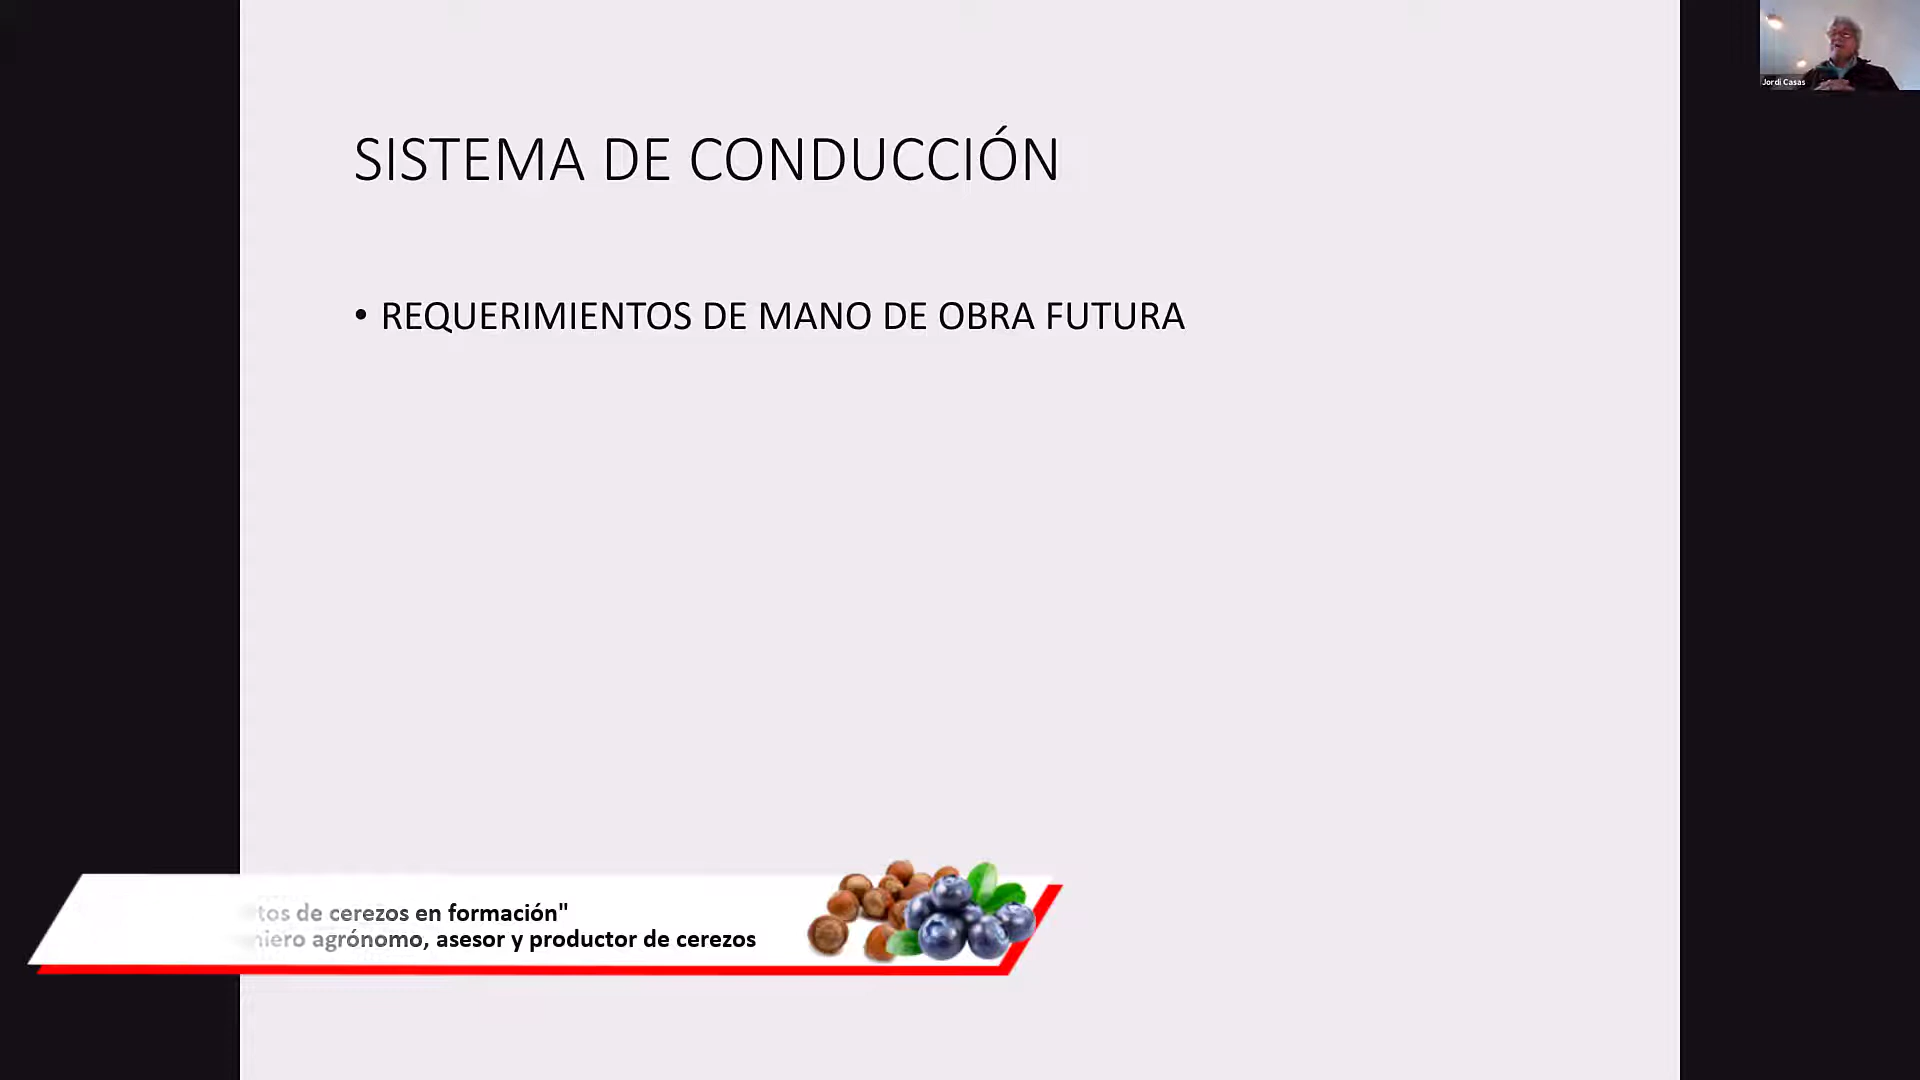 Jordi Casas
SISTEMA DE CONDUCCIÓN
• REQUERIMIENTOS DE MANO DE OBRA FUTURA
tos de cerezos en formación"
niero agrónomo, asesor y productor de cerezos